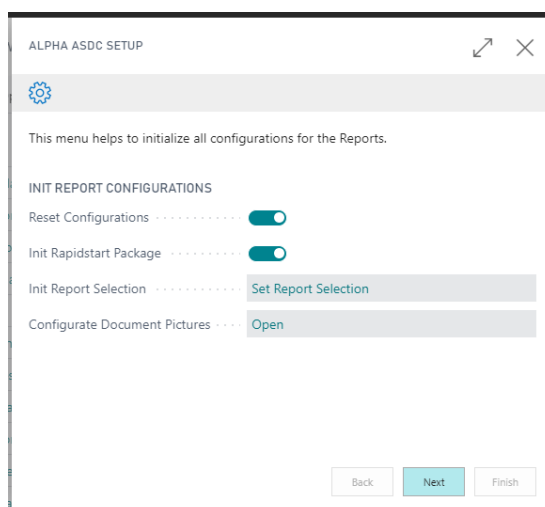 ALPHA ASDC SETUP
This menu helps to initialize all configurations for the Reports.
INIT REPORT CONFIGURATIONS
Reset Configurations
Init Rapidstart Package
Init Report Selection Set Report Selection
Configurate Document Pictures Open
Back Next Finish